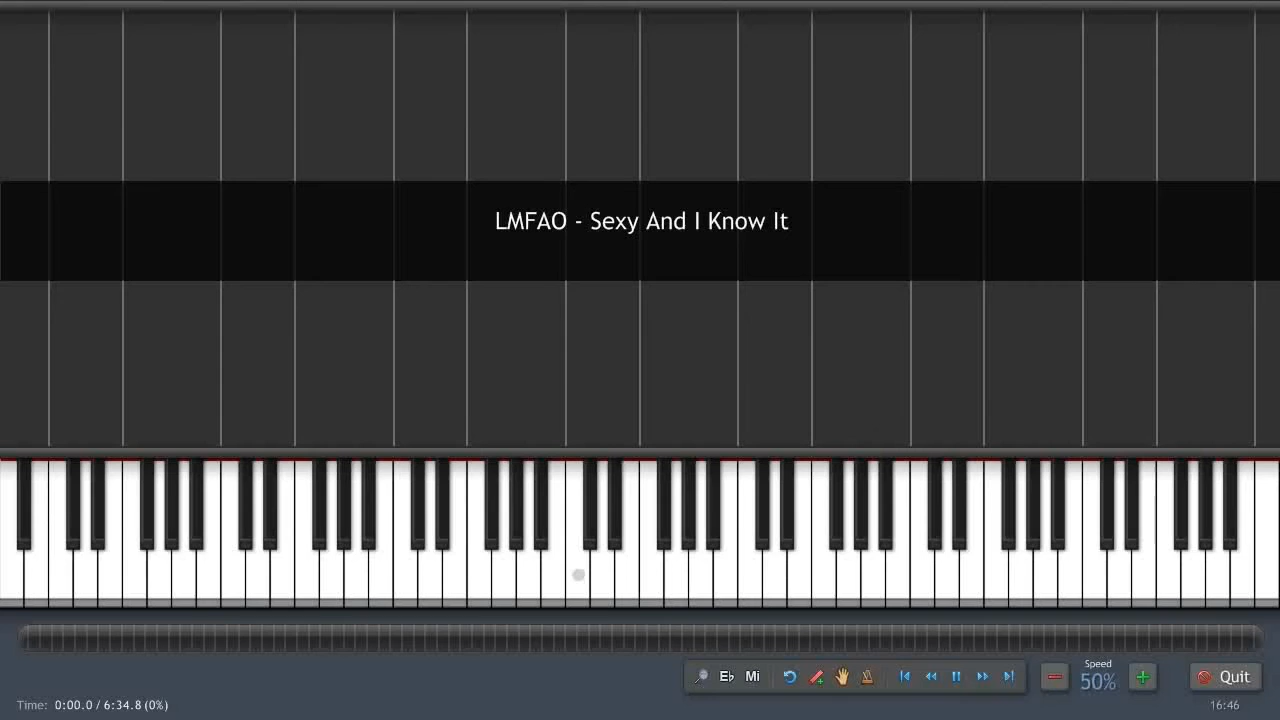 LMFAO - Sexy And I Know It
E♭ Mi
Speed
50%
Quit
Time: 0:00.0 / 6:34.8 (0%)
16:46